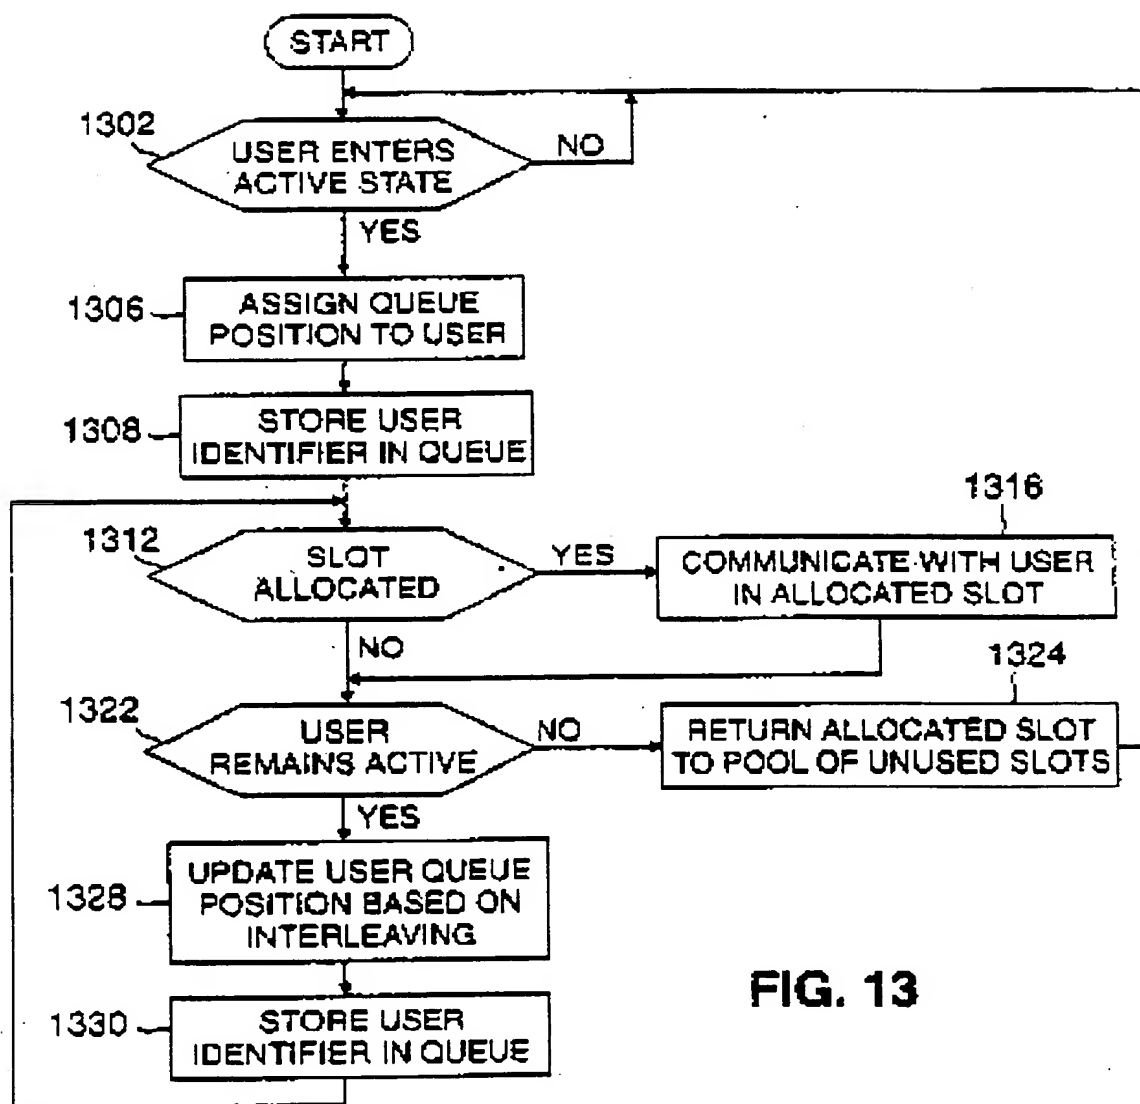 START
1302
USER ENTERS
ACTIVE STATE
NO
YES
1306
ASSIGN QUEUE
POSITION TO USER
1308
STORE USER
IDENTIFIER IN QUEUE
1312
SLOT
ALLOCATED
YES
1316
COMMUNICATE WITH USER
IN ALLOCATED SLOT
NO
1322
USER
REMAINS ACTIVE
NO
1324
RETURN ALLOCATED SLOT
TO POOL OF UNUSED SLOTS
YES
1328
UPDATE USER QUEUE
POSITION BASED ON
INTERLEAVING
1330
STORE USER
IDENTIFIER IN QUEUE
FIG. 13